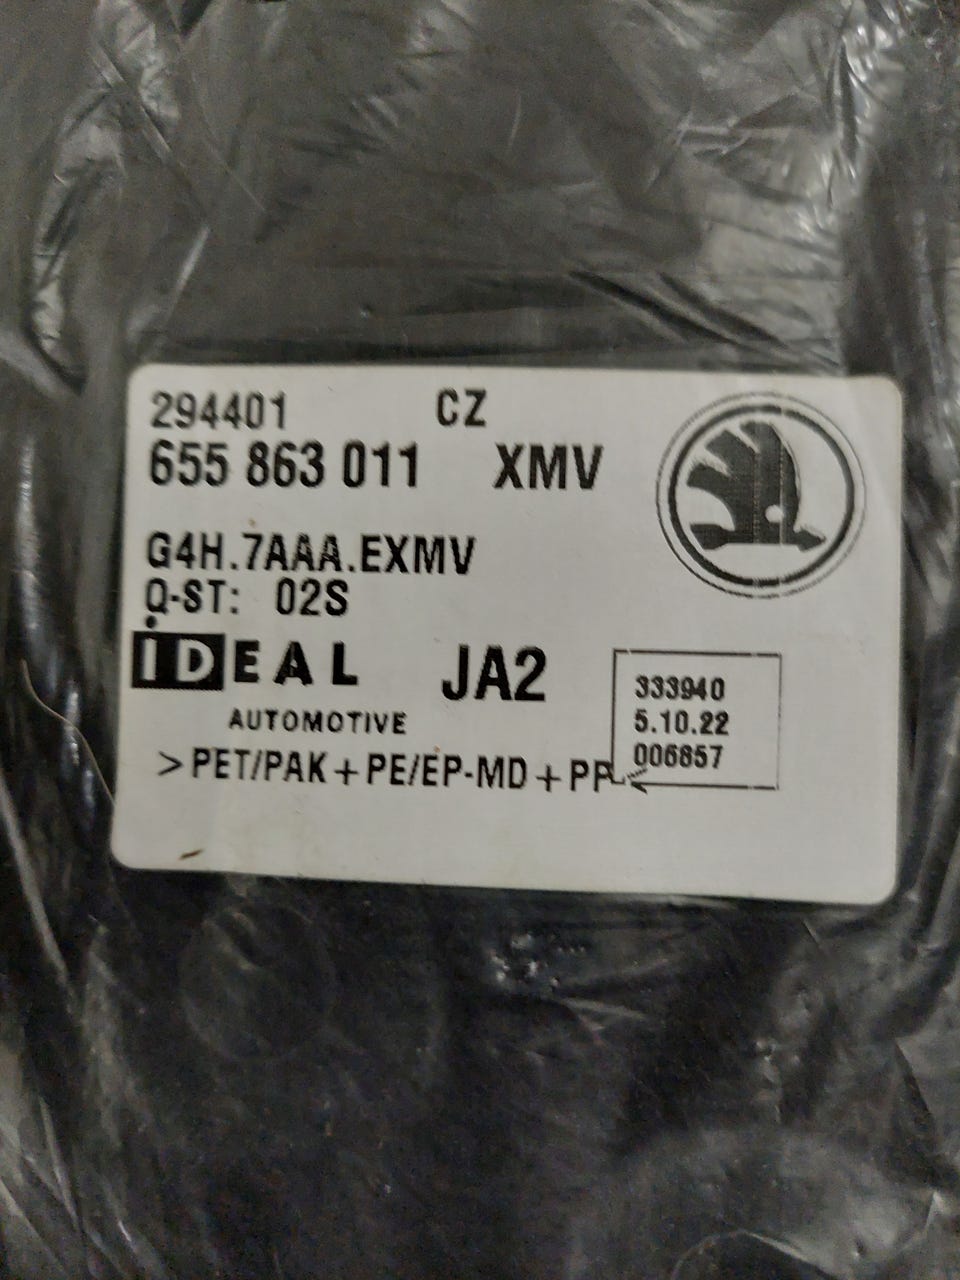 294401 CZ
655 863 011 XMV
G4H.7AAA.EXMV
Q-ST: 02S
İDEAL JA2
AUTOMOTIVE
333940
5.10.22
006857
>PET/PAK+PE/EP-MD+PP<